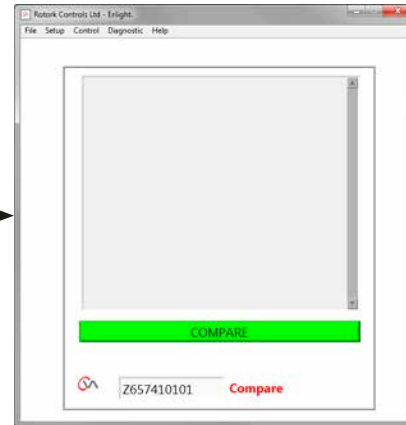 Rotork Controls Ltd - Enlight.
File Setup Control Diagnostic Help
COMPARE
Z657410101 Compare